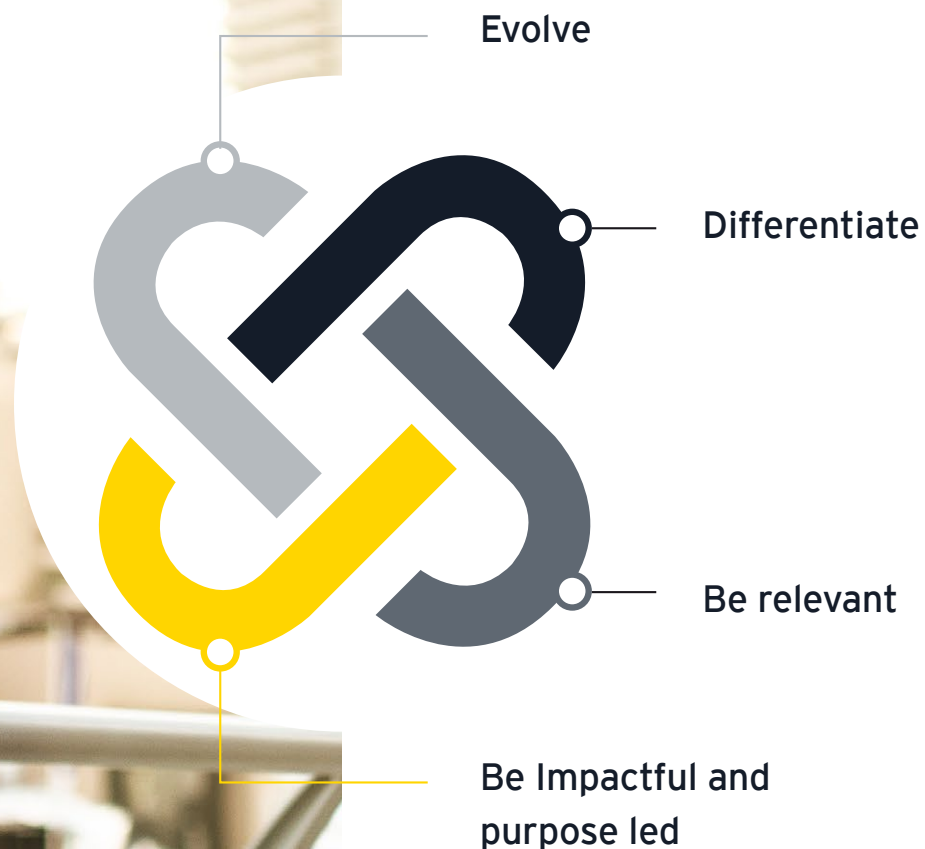 Evolve
Differentiate
Be relevant
Be Impactful and
purpose led